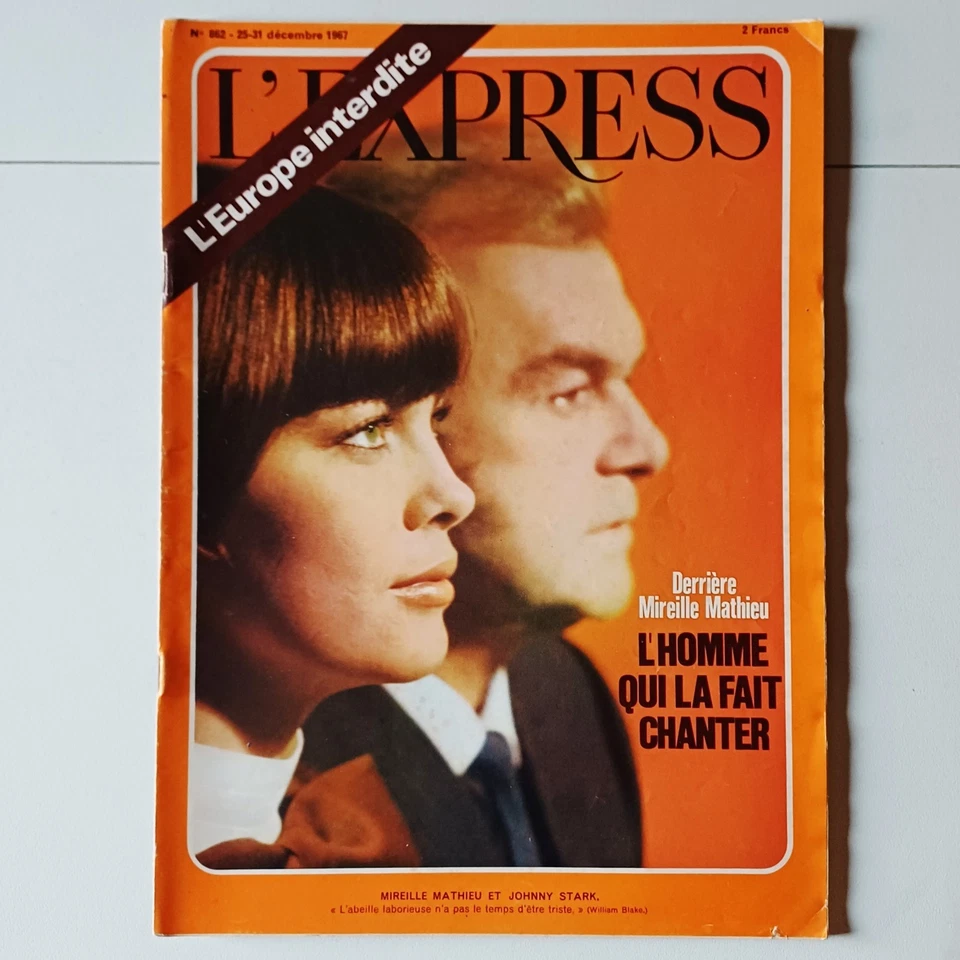 N° 862 - 25-31 décembre 1967
2 Francs
L'EXPRESS
L'Europe interdite
Derrière
Mireille Mathieu
L'HOMME
QUI LA FAIT
CHANTER
MIREILLE MATHIEU ET JOHNNY STARK.
« L'abeille laborieuse n'a pas le temps d'être triste. » (William Blake.)